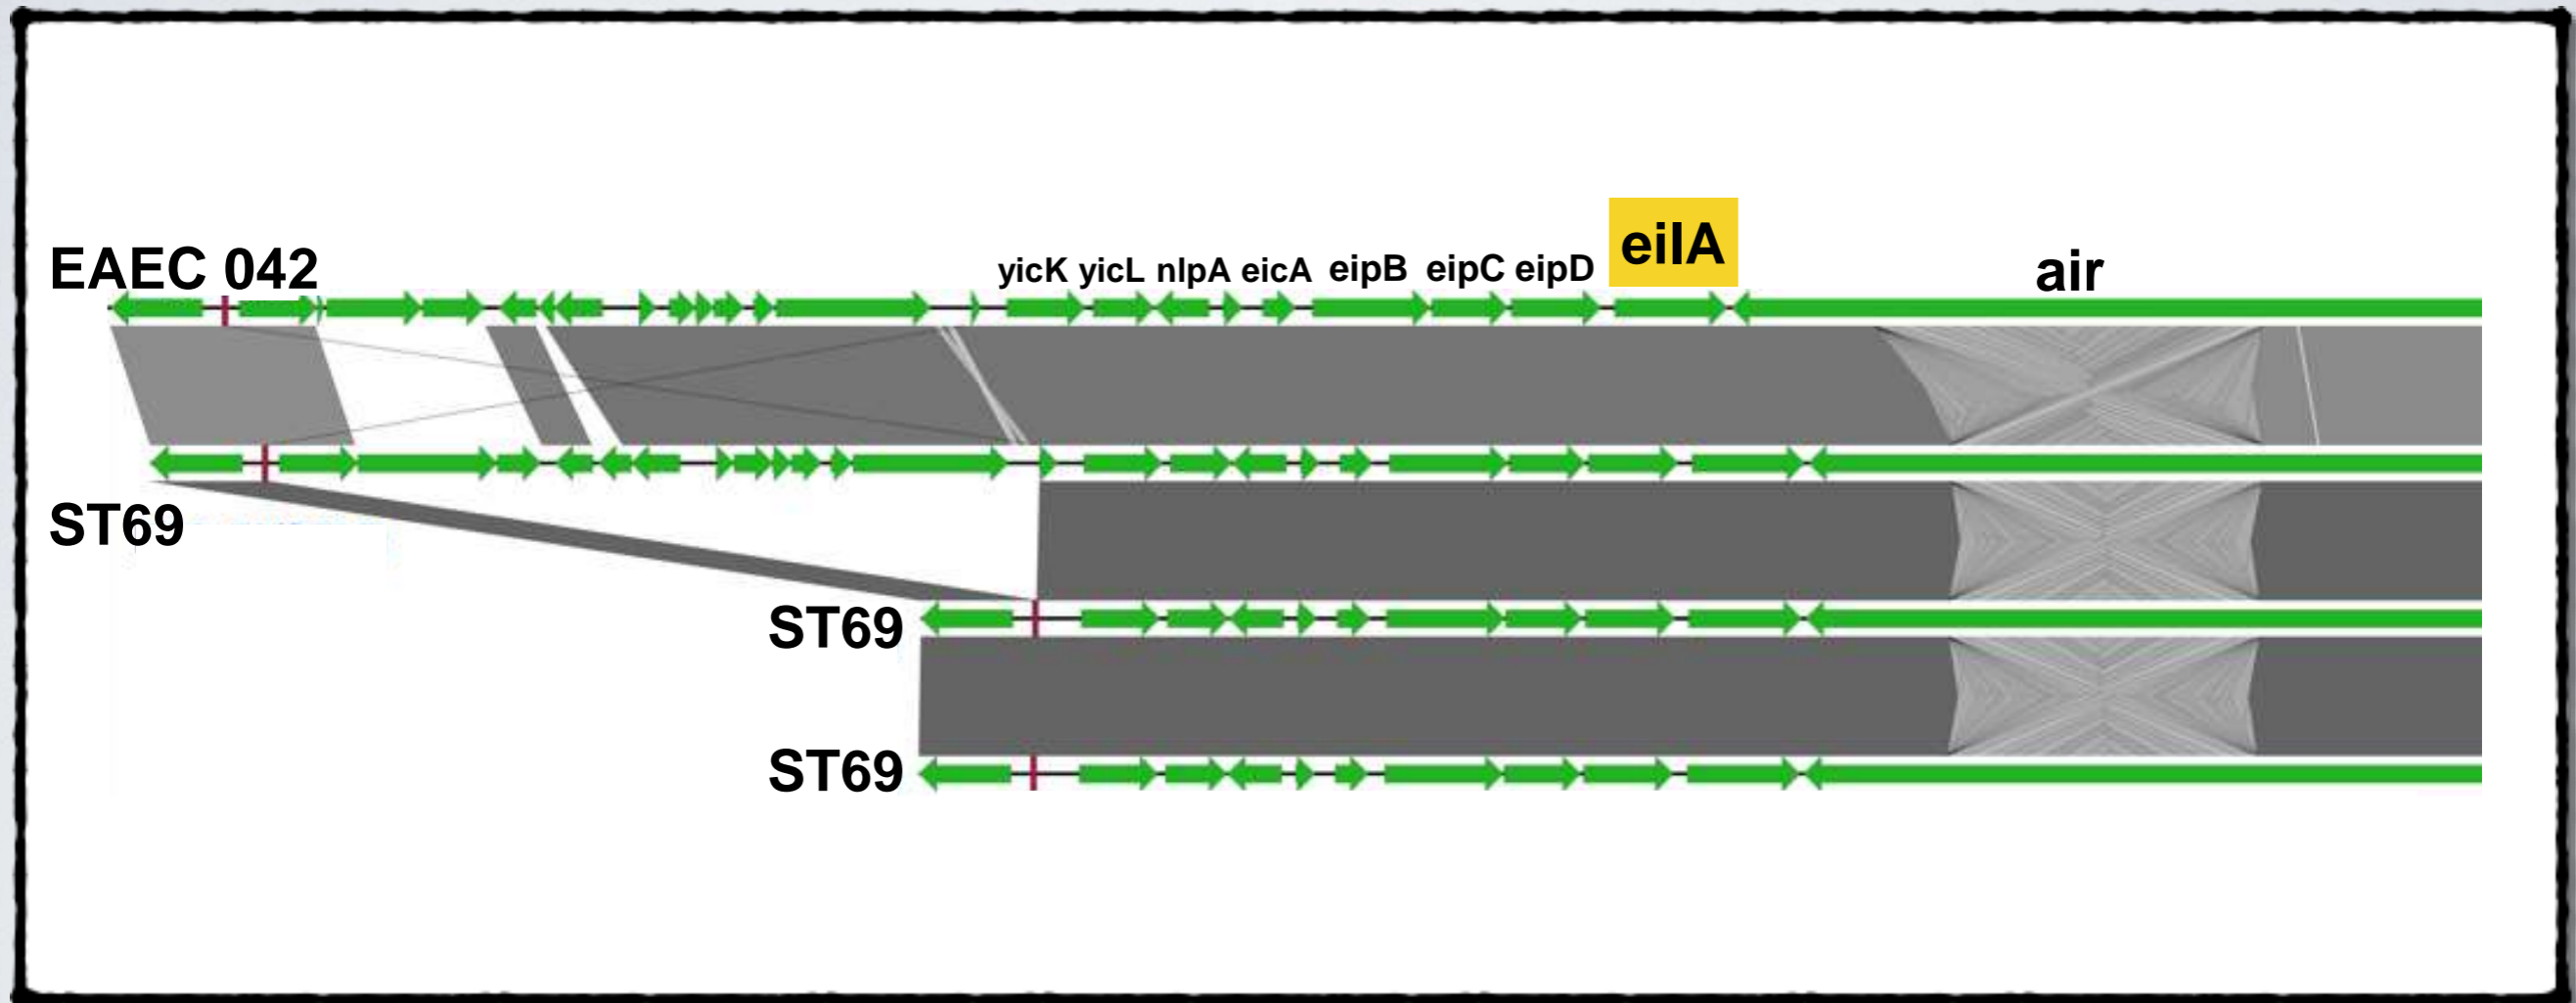 EAEC 042
yicK yicL nlpA eicA eipB eipC eipD eilA air
ST69
ST69
ST69